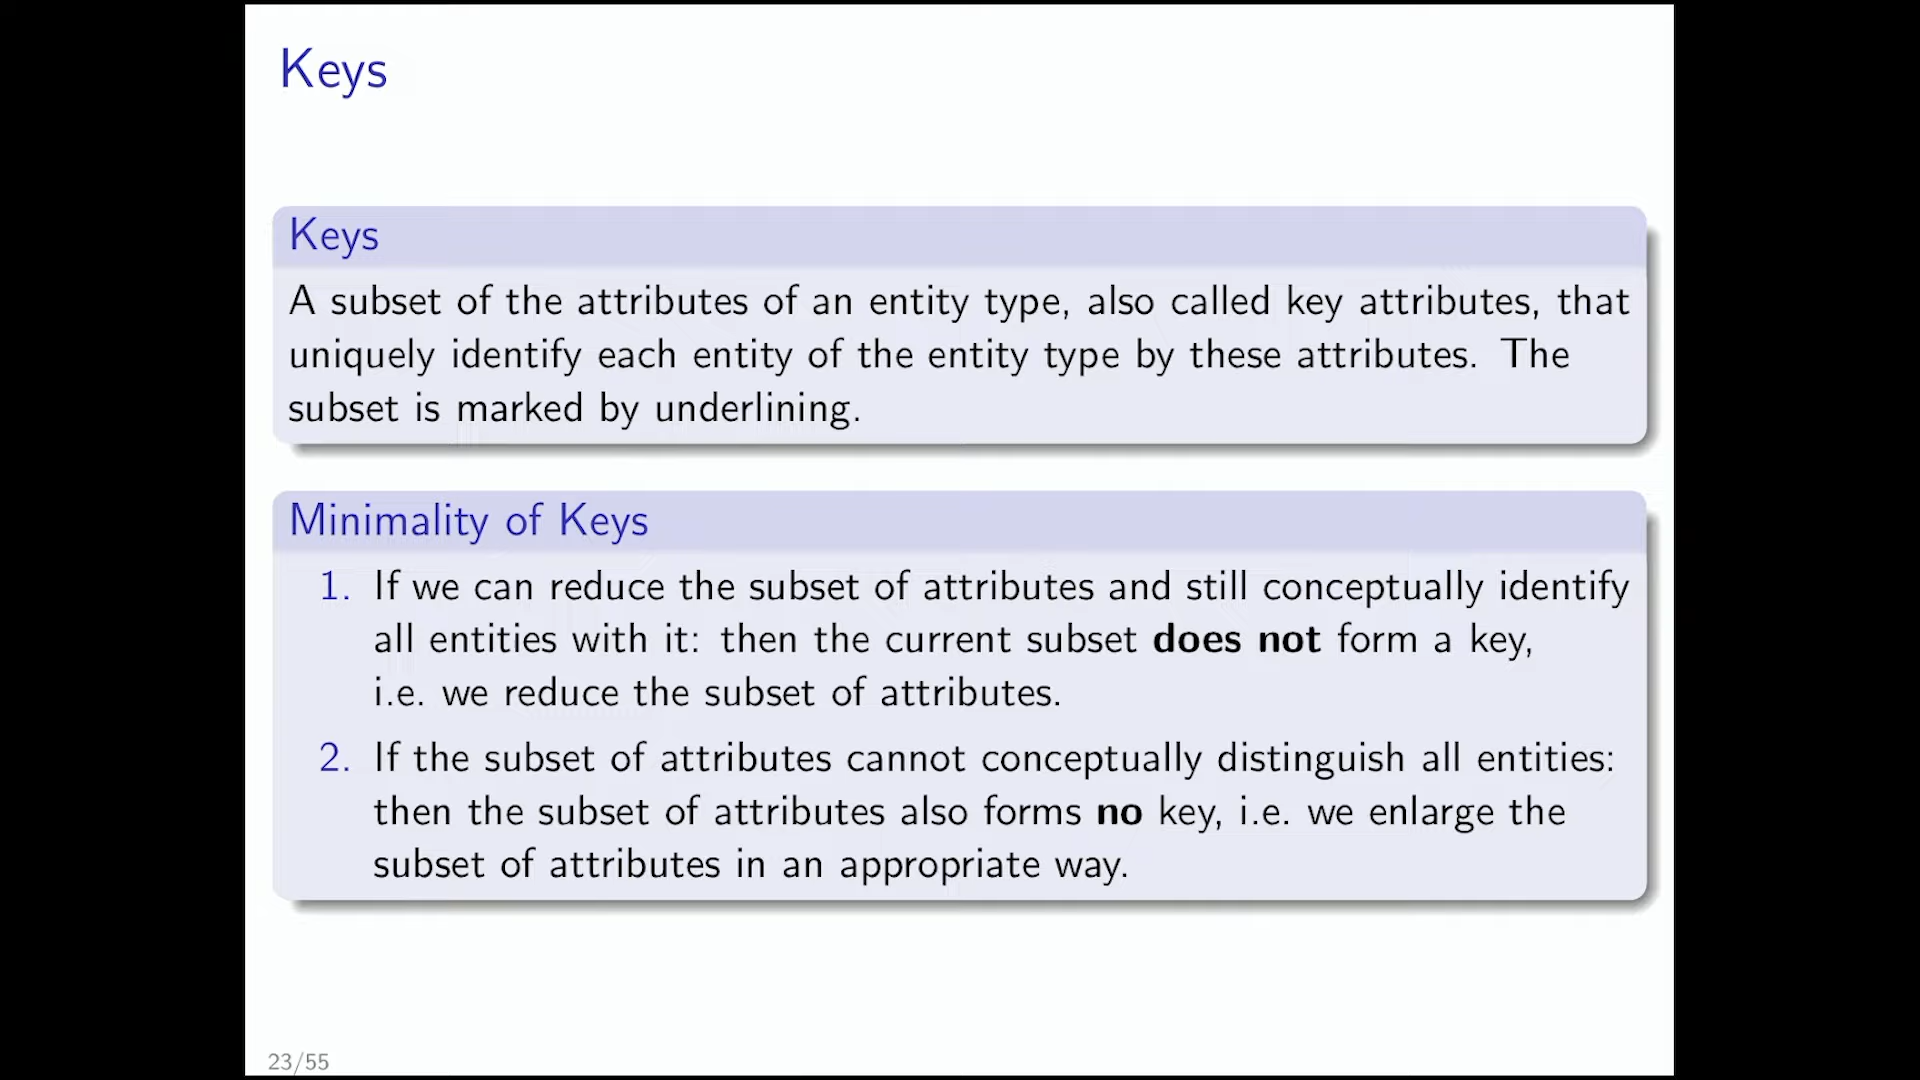 Keys
Keys
A subset of the attributes of an entity type, also called key attributes, that
uniquely identify each entity of the entity type by these attributes. The
subset is marked by underlining.
Minimality of Keys
1. If we can reduce the subset of attributes and still conceptually identify
all entities with it: then the current subset does not form a key,
i.e. we reduce the subset of attributes.
2. If the subset of attributes cannot conceptually distinguish all entities:
then the subset of attributes also forms no key, i.e. we enlarge the
subset of attributes in an appropriate way.
23/55